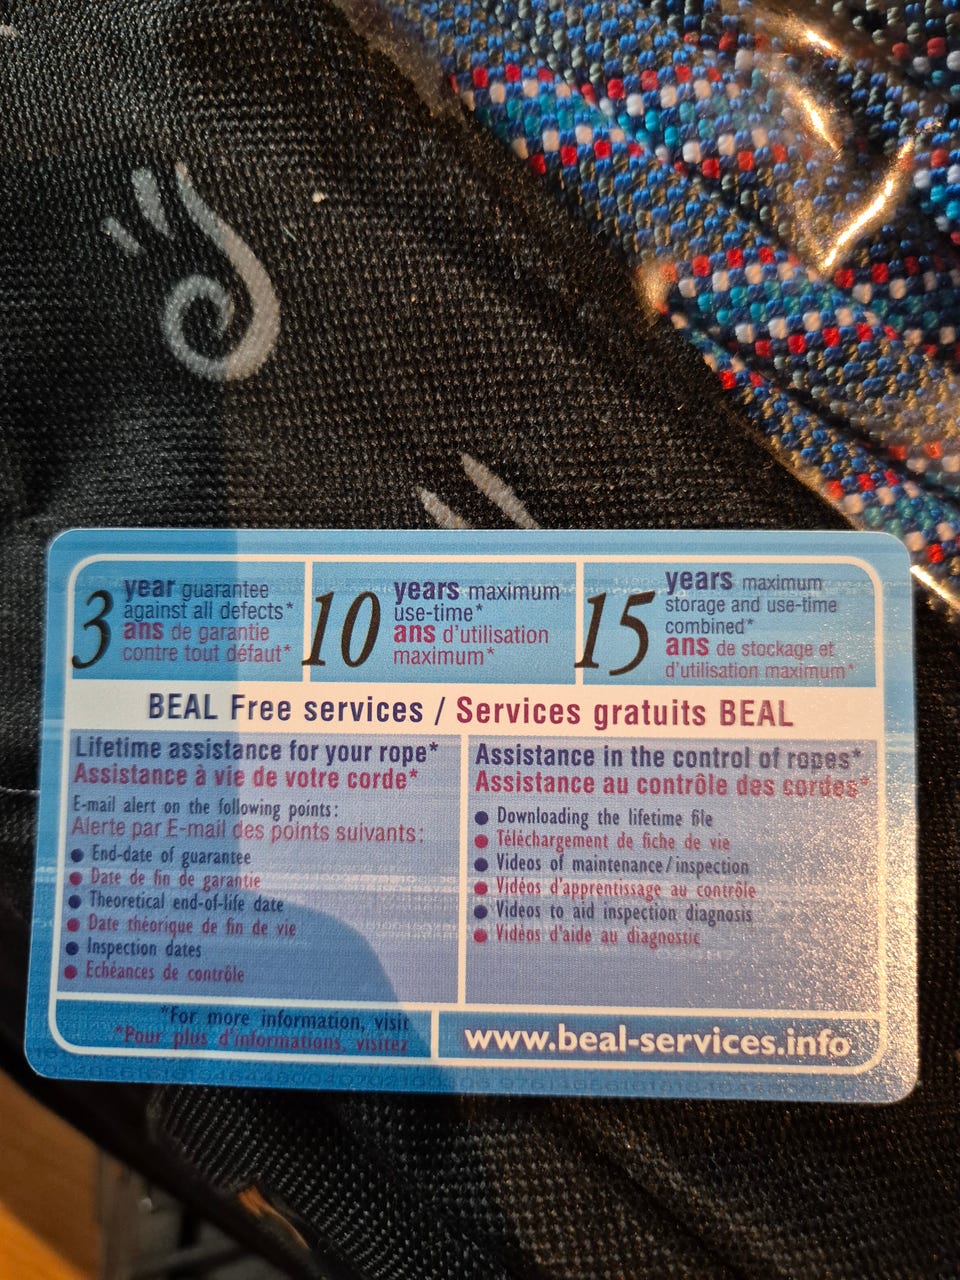 3 year guarantee
against all defects*
ans de garantie
contre tout défaut*
10 years maximum
use-time*
ans d'utilisation
maximum*
15 years maximum
storage and use-time
combined*
ans de stockage et
d'utilisation maximum*
BEAL Free services / Services gratuits BEAL
Lifetime assistance for your rope*
Assistance à vie de votre corde*
E-mail alert on the following points:
Alerte par E-mail des points suivants:
● End-date of guarantee
● Date de fin de garantie
● Theoretical end-of-life date
● Date théorique de fin de vie
● Inspection dates
● Echéances de contrôle
Assistance in the control of ropes*
Assistance au contrôle des cordes*
● Downloading the lifetime file
● Téléchargement de fiche de vie
● Videos of maintenance/inspection
● Vidéos d'apprentissage au contrôle
● Videos to aid inspection diagnosis
● Vidéos d'aide au diagnostic
*For more information, visit
*Pour plus d'informations, visitez
www.beal-services.info